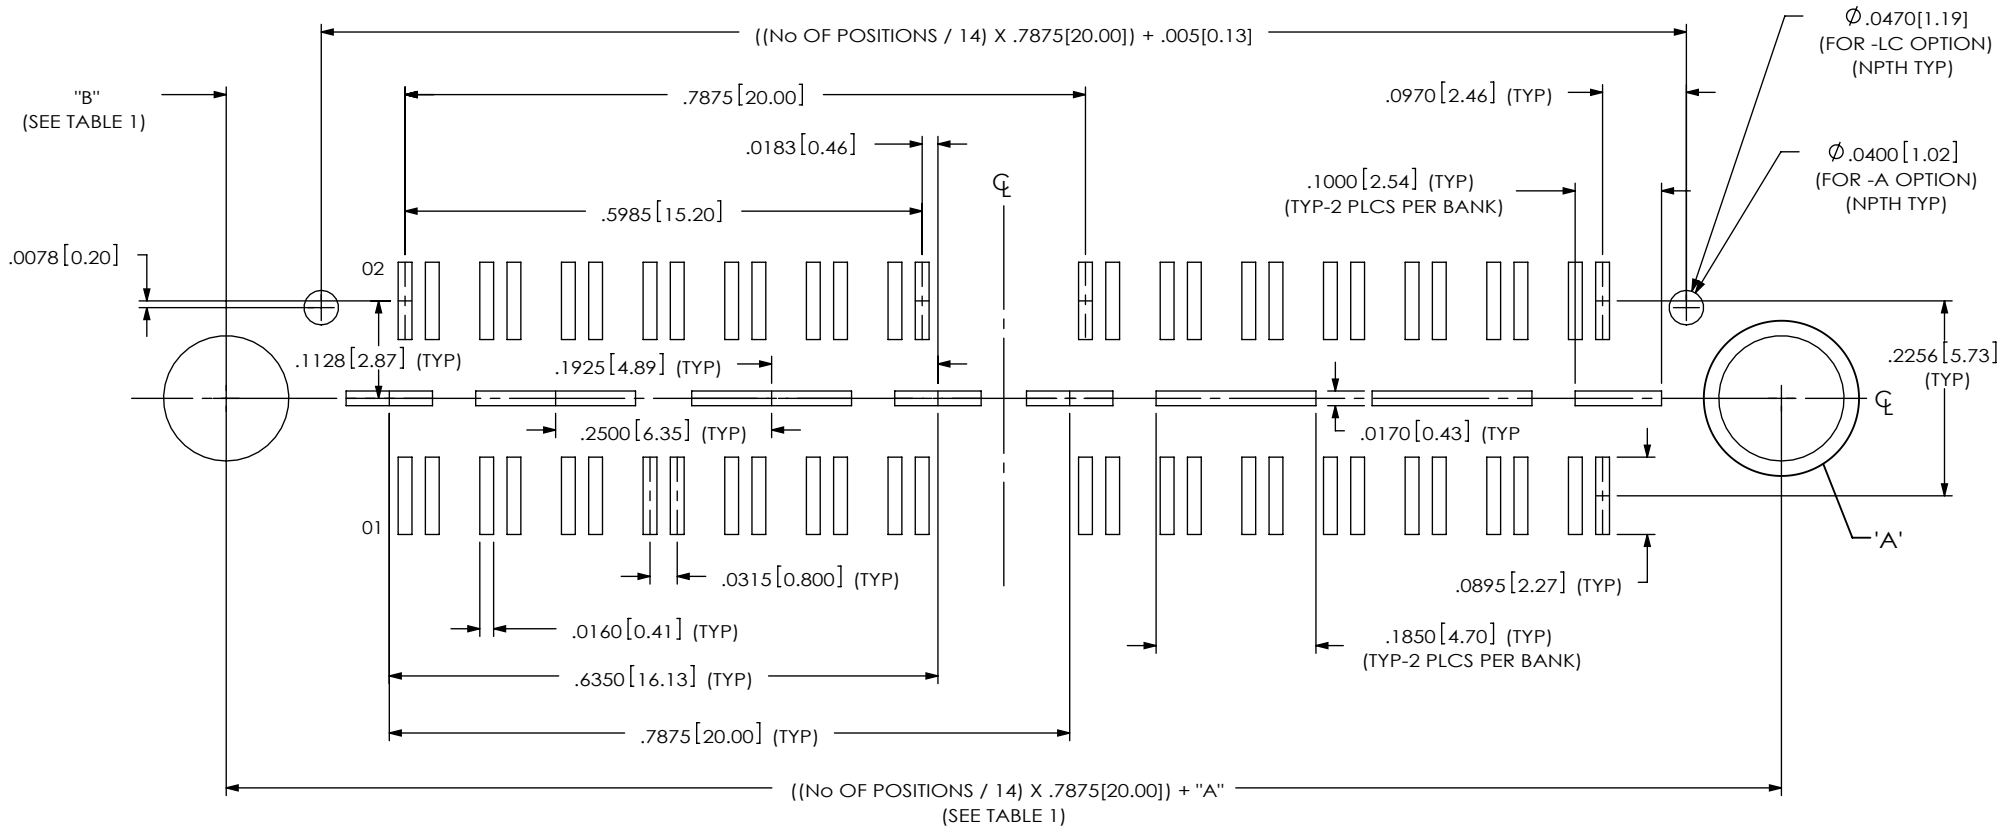 ((No OF POSITIONS / 14) X .7875[20.00]) + .005[0.13]
Ø.0470[1.19]
(FOR -LC OPTION)
(NPTH TYP)
"B"
(SEE TABLE 1)
.7875[20.00]
.0970[2.46] (TYP)
.0183[0.46]
Ø.0400[1.02]
(FOR -A OPTION)
(NPTH TYP)
℄
.1000[2.54] (TYP)
(TYP-2 PLCS PER BANK)
.5985[15.20]
.0078[0.20]
02
.1128[2.87] (TYP)
.1925[4.89] (TYP)
.2256[5.73]
(TYP)
℄
.2500[6.35] (TYP)
.0170[0.43] (TYP
01
'A'
.0315[0.800] (TYP)
.0895[2.27] (TYP)
.0160[0.41] (TYP)
.1850[4.70] (TYP)
(TYP-2 PLCS PER BANK)
.6350[16.13] (TYP)
.7875[20.00] (TYP)
((No OF POSITIONS / 14) X .7875[20.00]) + "A"
(SEE TABLE 1)